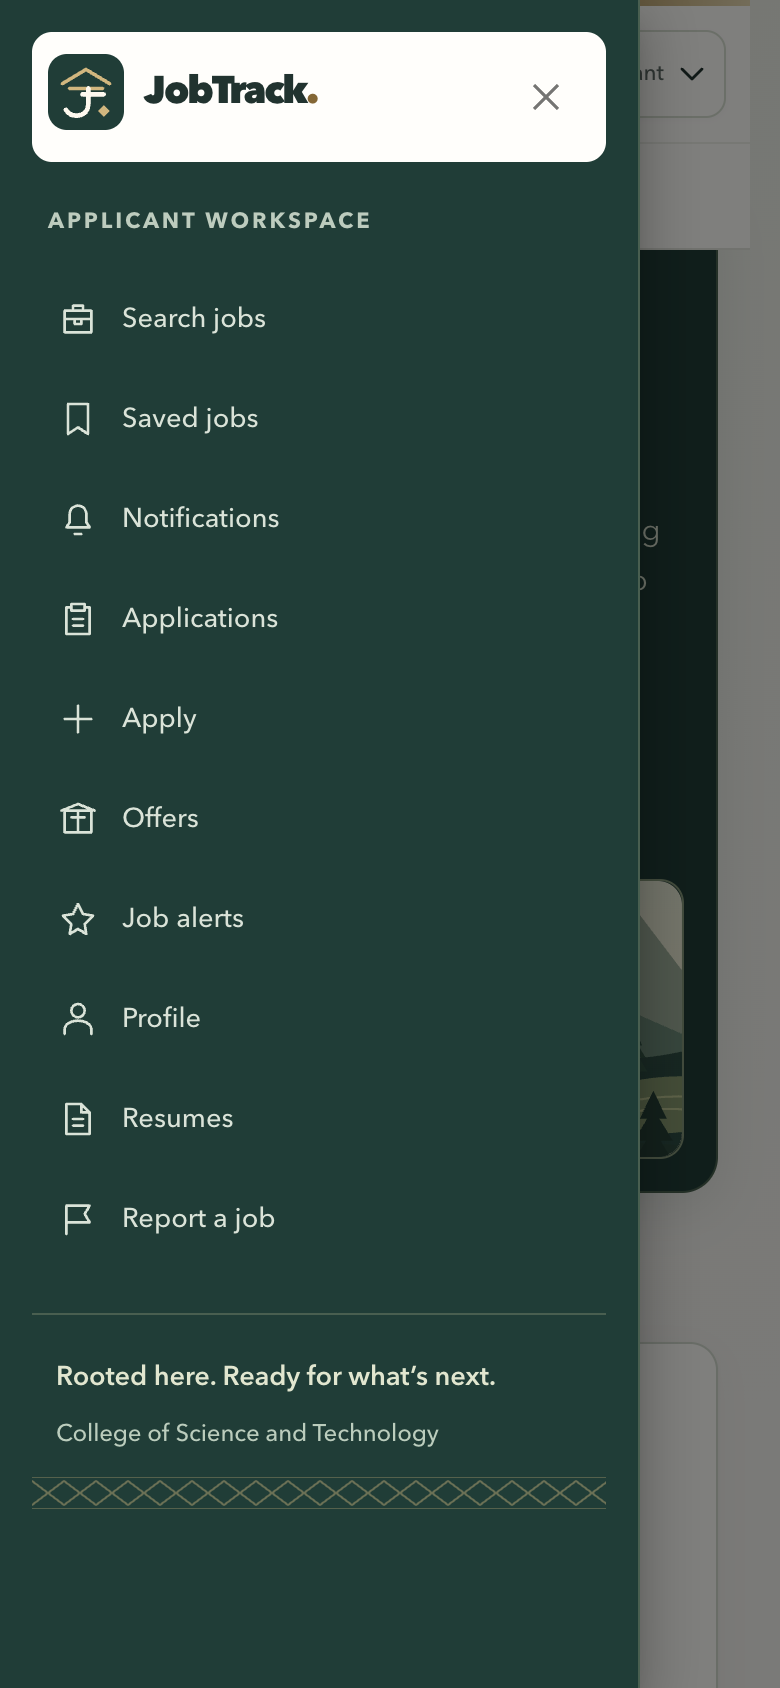 JobTrack.
APPLICANT WORKSPACE
Search jobs
Saved jobs
Notifications
Applications
Apply
Offers
Job alerts
Profile
Resumes
Report a job
Rooted here. Ready for what’s next.
College of Science and Technology